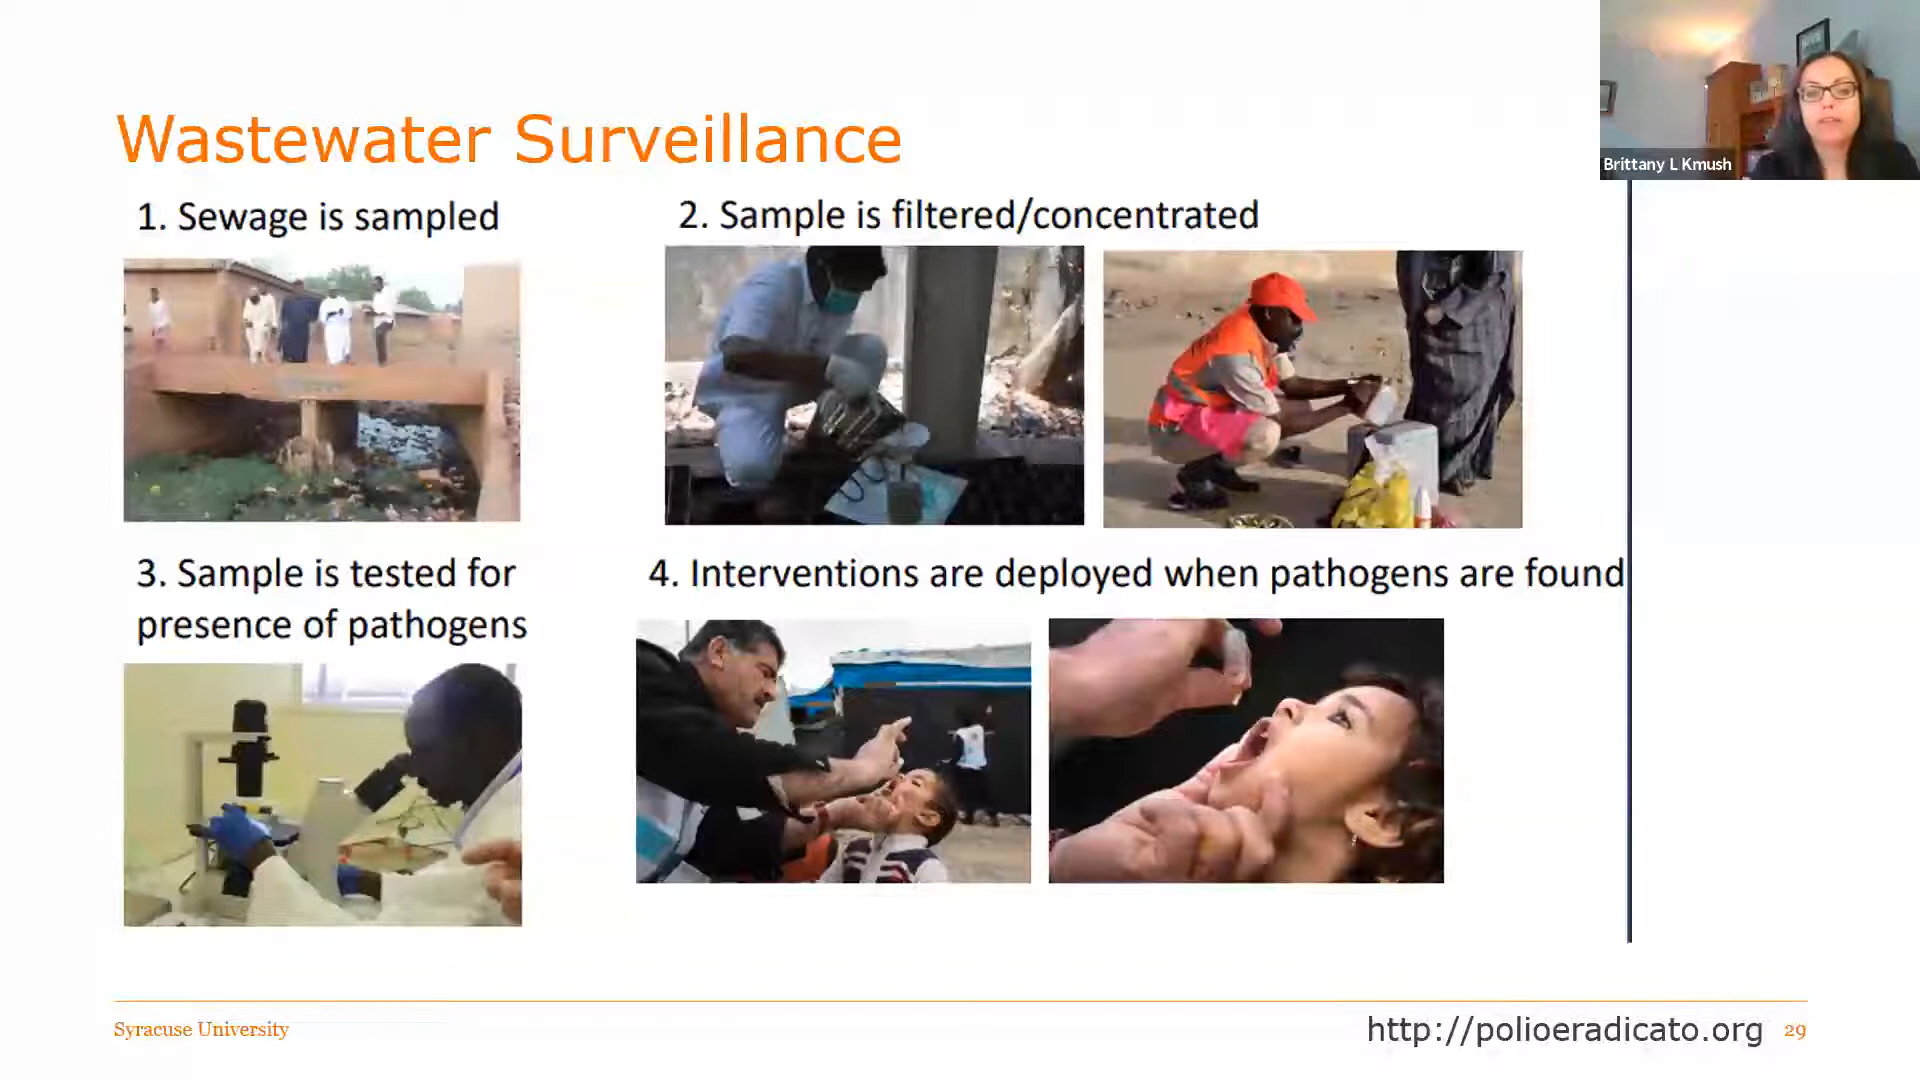 Brittany L Kmush
Wastewater Surveillance
1. Sewage is sampled
2. Sample is filtered/concentrated
3. Sample is tested for
presence of pathogens
4. Interventions are deployed when pathogens are found
Syracuse University
http://polioeradicato.org
29